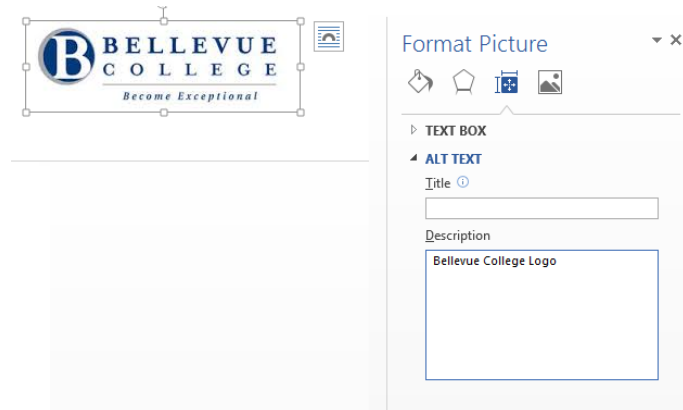 B BELLEVUE
COLLEGE
Become Exceptional
Format Picture
TEXT BOX
ALT TEXT
Title
Description
Bellevue College Logo